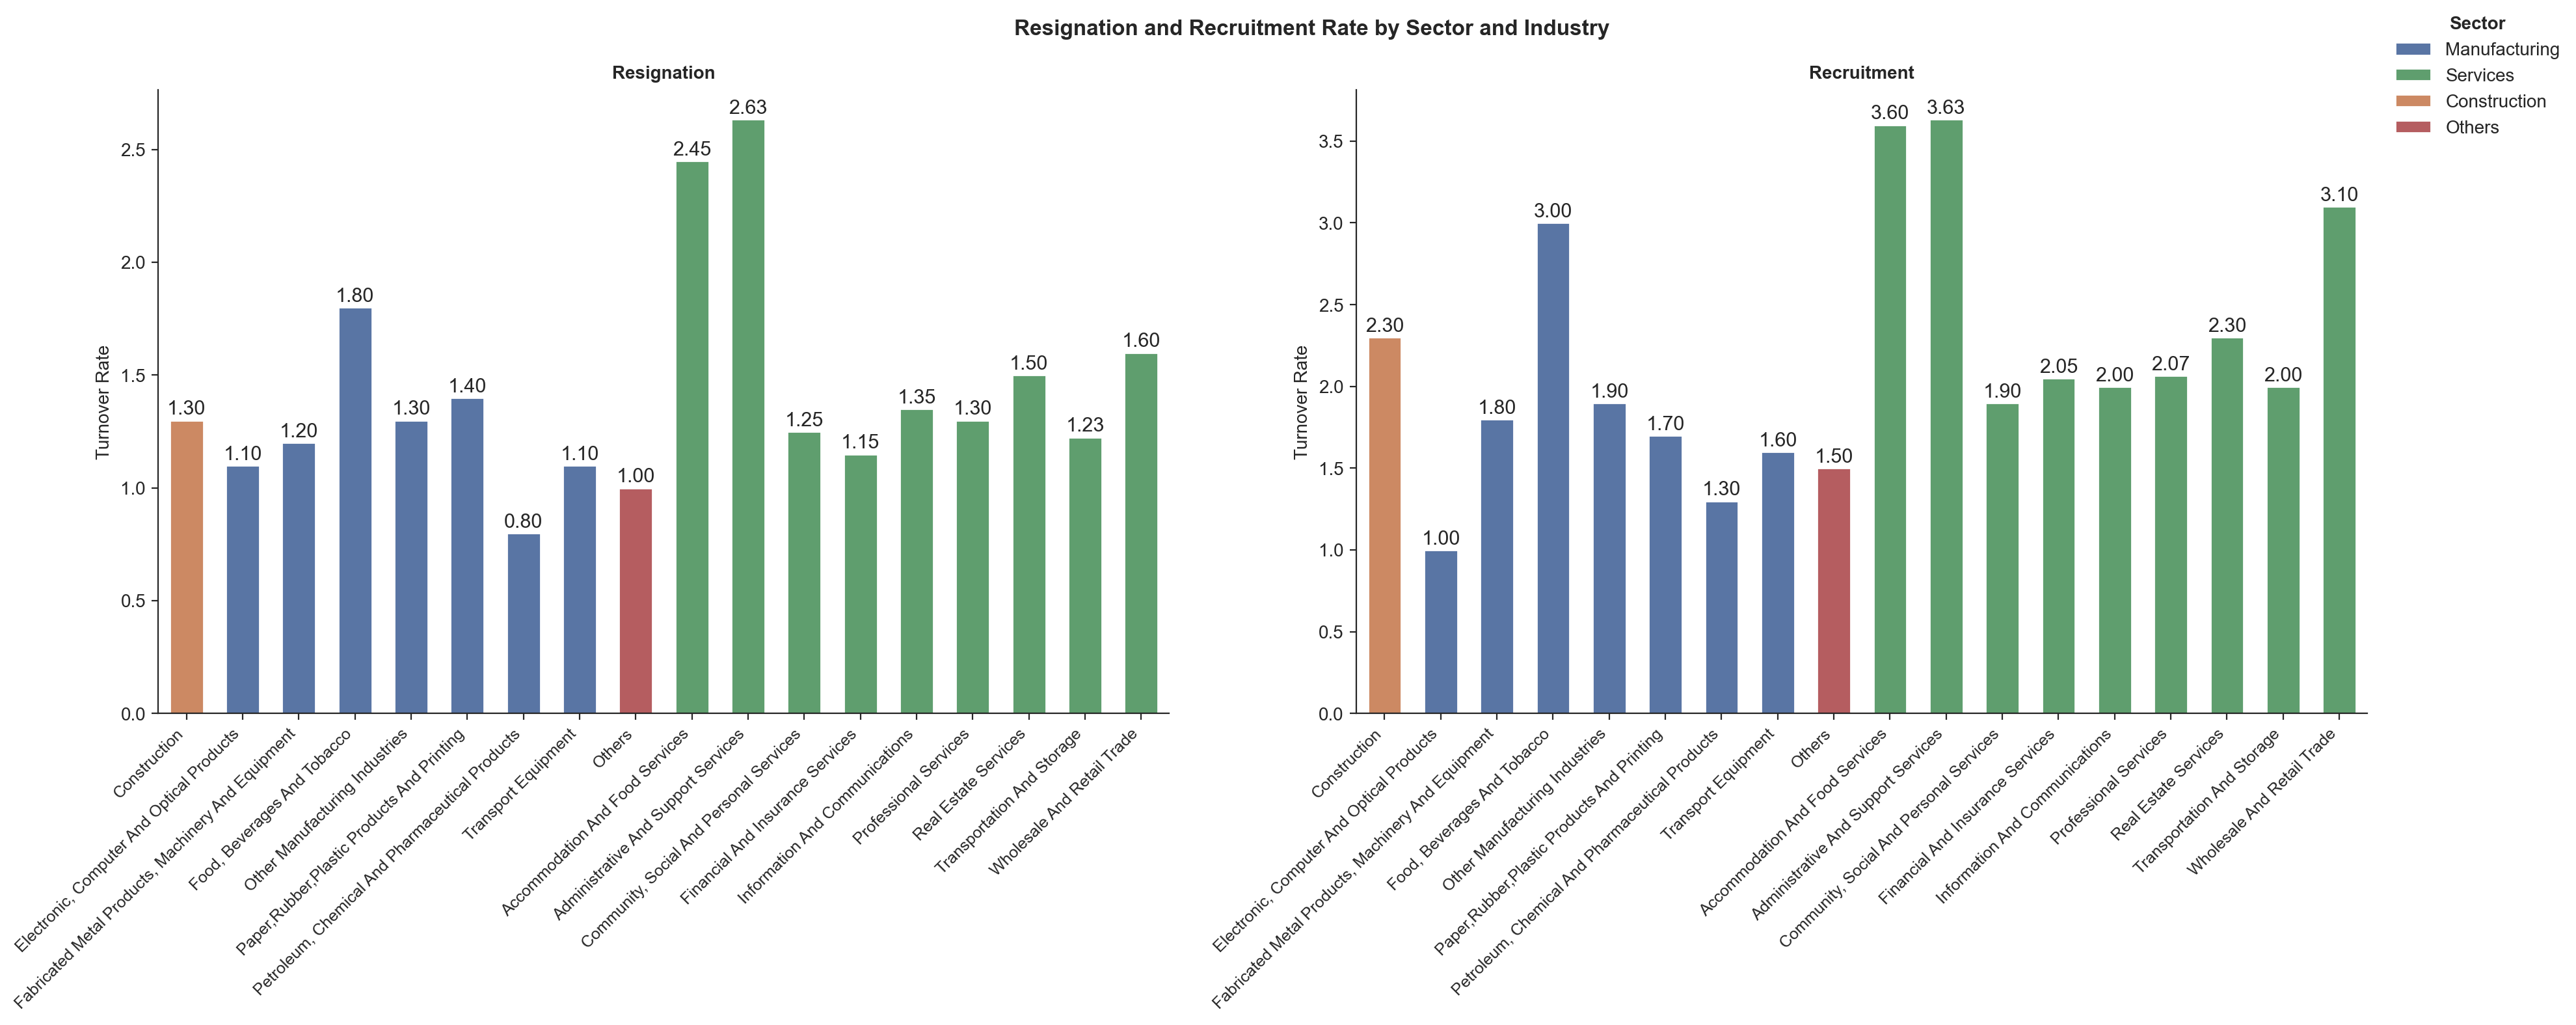 Resignation and Recruitment Rate by Sector and Industry
Sector
Manufacturing
Services
Construction
Others
Resignation
Turnover Rate
2.5
2.0
1.5
1.0
0.5
0.0
1.30
1.10
1.20
1.80
1.30
1.40
0.80
1.10
1.00
2.45
2.63
1.25
1.15
1.35
1.30
1.50
1.23
1.60
Construction
Electronic, Computer And Optical Products
Fabricated Metal Products, Machinery And Equipment
Food, Beverages And Tobacco
Other Manufacturing Industries
Paper,Rubber,Plastic Products And Printing
Petroleum, Chemical And Pharmaceutical Products
Transport Equipment
Others
Accommodation And Food Services
Administrative And Support Services
Community, Social And Personal Services
Financial And Insurance Services
Information And Communications
Professional Services
Real Estate Services
Transportation And Storage
Wholesale And Retail Trade
Recruitment
Turnover Rate
3.5
3.0
2.5
2.0
1.5
1.0
0.5
0.0
2.30
1.00
1.80
3.00
1.90
1.70
1.30
1.60
1.50
3.60
3.63
1.90
2.05
2.00
2.07
2.30
2.00
3.10
Construction
Electronic, Computer And Optical Products
Fabricated Metal Products, Machinery And Equipment
Food, Beverages And Tobacco
Other Manufacturing Industries
Paper,Rubber,Plastic Products And Printing
Petroleum, Chemical And Pharmaceutical Products
Transport Equipment
Others
Accommodation And Food Services
Administrative And Support Services
Community, Social And Personal Services
Financial And Insurance Services
Information And Communications
Professional Services
Real Estate Services
Transportation And Storage
Wholesale And Retail Trade